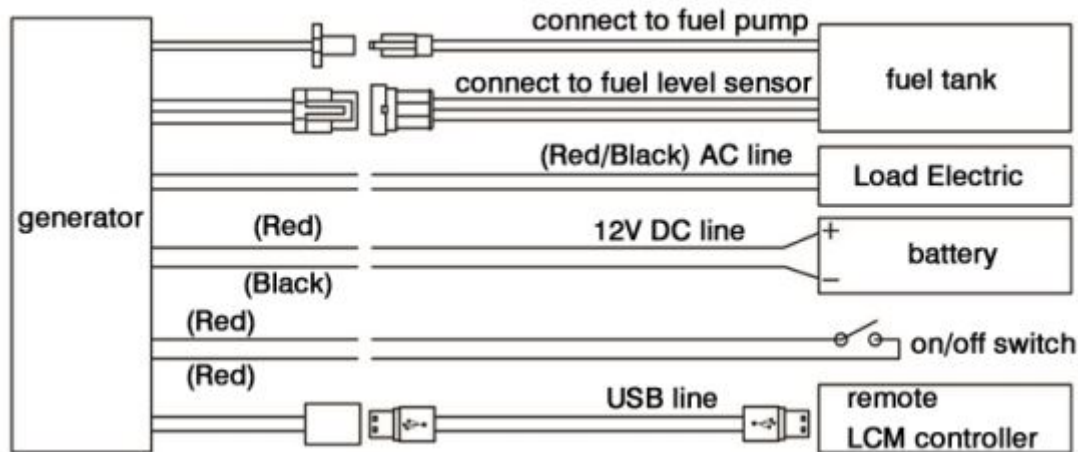 connect to fuel pump
connect to fuel level sensor
fuel tank
(Red/Black) AC line
Load Electric
generator
(Red)
12V DC line
+
battery
−
(Black)
(Red)
on/off switch
(Red)
USB line
remote
LCM controller